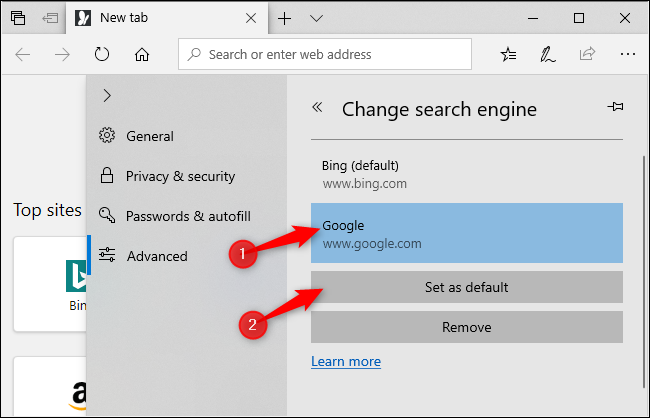 New tab
Search or enter web address
General
Privacy & security
Passwords & autofill
Advanced
Top sites
Bin
a
Change search engine
Bing (default)
www.bing.com
Google
www.google.com
Set as default
Remove
Learn more
1
2